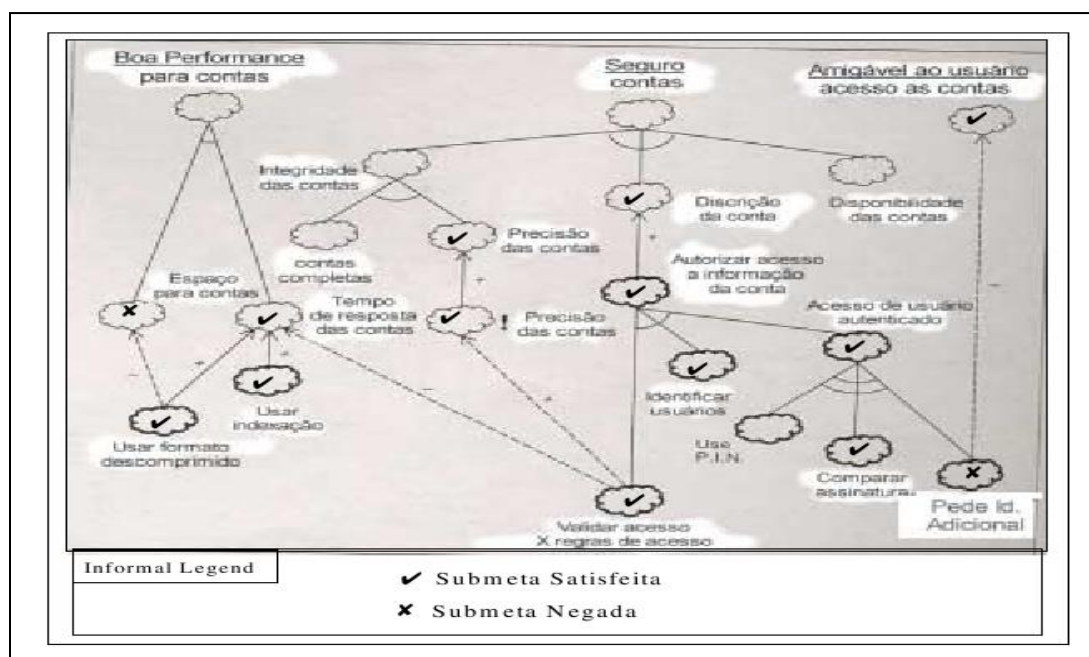 Boa Performance
para contas
Seguro
contas
Amigável ao usuário
acesso as contas
Integridade
das contas
Discrição
da conta
Disponibilidade
das contas
contas
completas
Precisão
das contas
Autorizar acesso
a informação
da conta
Espaço
para contas
Tempo
de resposta
das contas
! Precisão
das contas
Acesso de usuário
autenticado
+
+
+
+
+
−
−
−
Usar
indexação
Identificar
usuários
Usar formato
descomprimido
Use
P.I.N.
Comparar
assinatura
Pede Id.
Adicional
Validar acesso
X regras de acesso
Informal Legend
✔ Submeta Satisfeita
✘ Submeta Negada